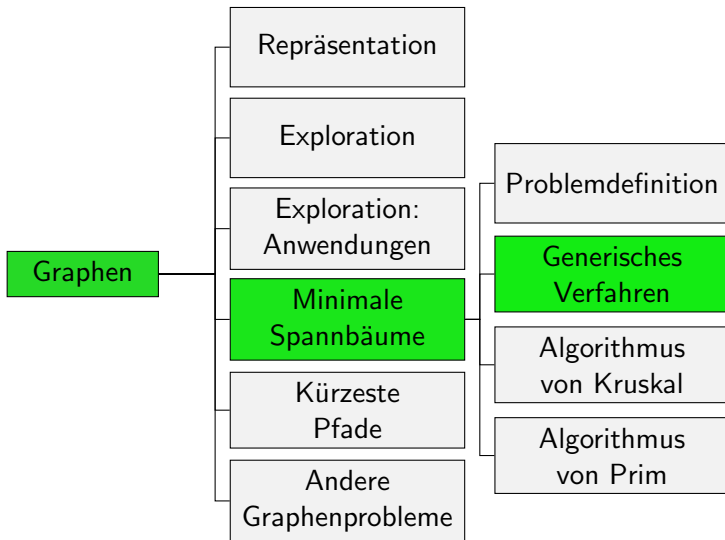 Graphen
Repräsentation
Exploration
Exploration:
Anwendungen
Minimale
Spannbäume
Kürzeste
Pfade
Andere
Graphenprobleme
Problemdefinition
Generisches
Verfahren
Algorithmus
von Kruskal
Algorithmus
von Prim